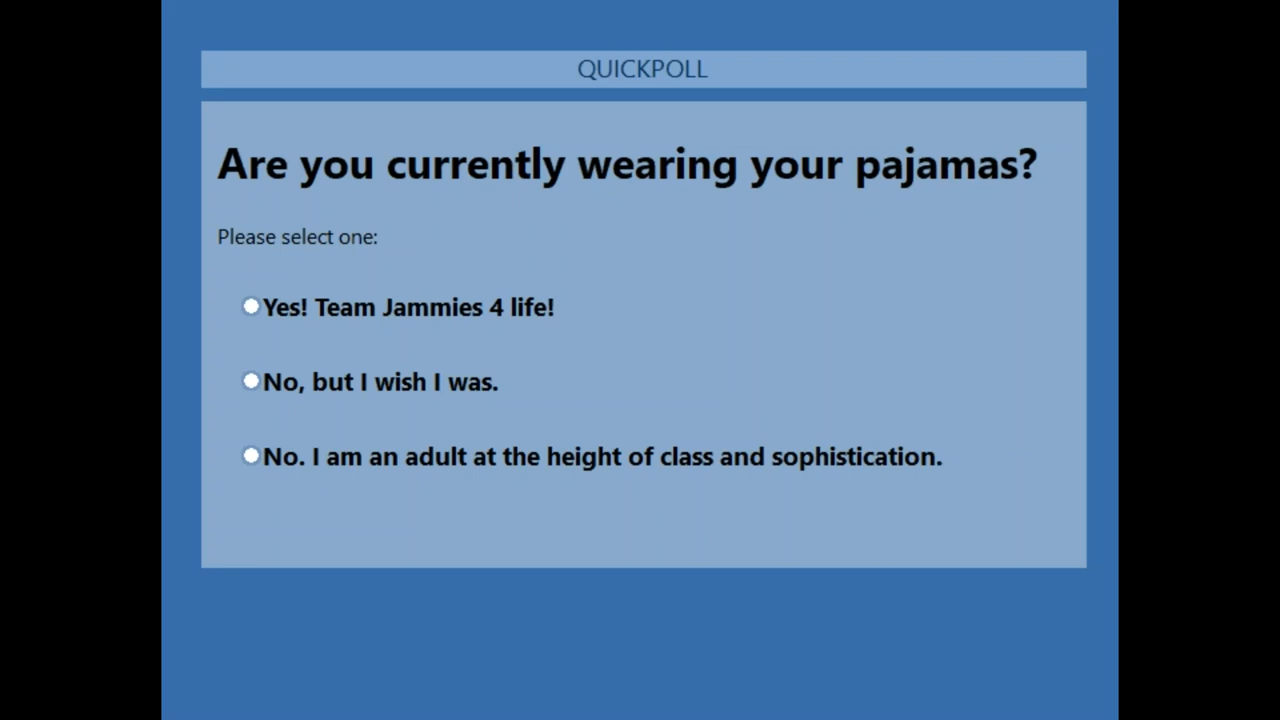 QUICKPOLL
Are you currently wearing your pajamas?
Please select one:
Yes! Team Jammies 4 life!
No, but I wish I was.
No. I am an adult at the height of class and sophistication.